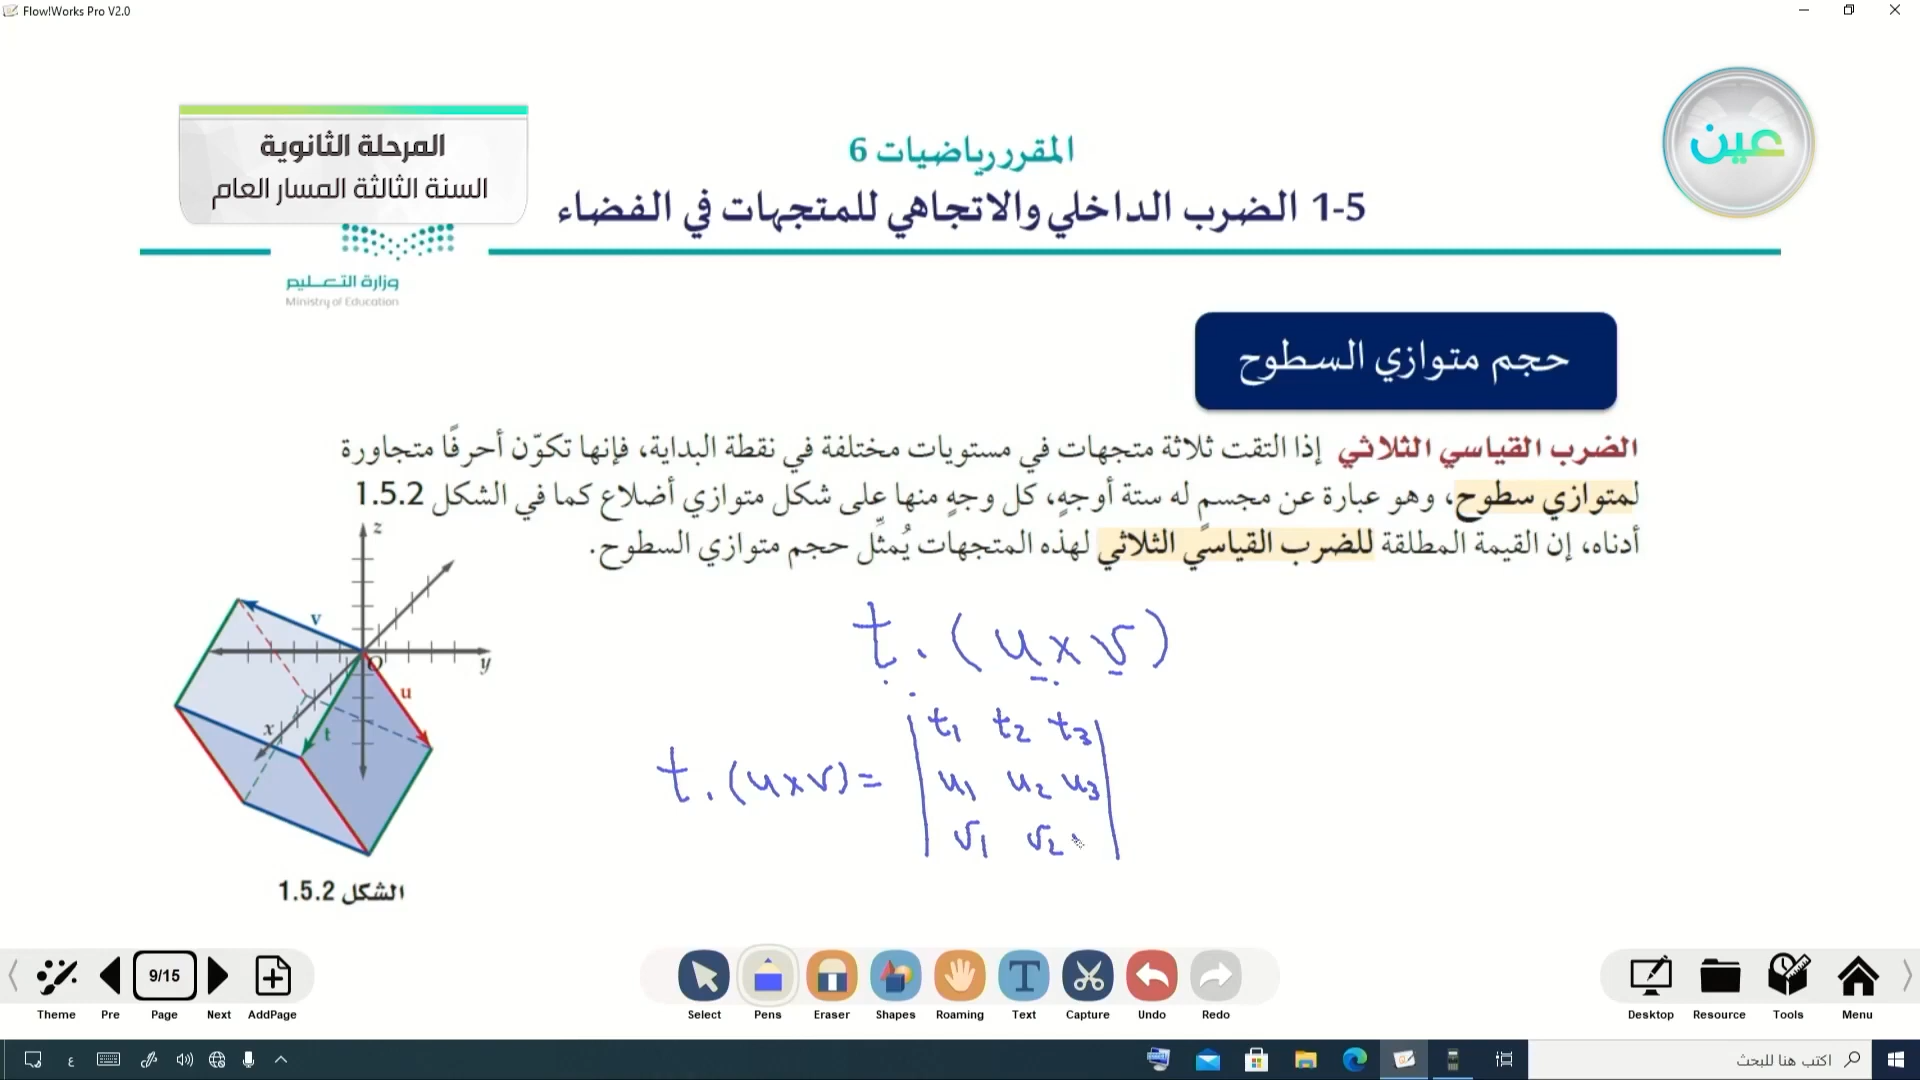 Flow!Works Pro V2.0
عين
المقرر رياضيات 6
1-5 الضرب الداخلي والاتجاهي للمتجهات في الفضاء
المرحلة الثانوية
السنة الثالثة المسار العام
وزارة التعليم
Ministry of Education
حجم متوازي السطوح
الضرب القياسي الثلاثي إذا التقت ثلاثة متجهات في مستويات مختلفة في نقطة البداية، فإنها تكوّن أحرفًا متجاورة
لمتوازي سطوح، وهو عبارة عن مجسم له ستة أوجهٍ، كل وجهٍ منها على شكل متوازي أضلاع كما في الشكل 1.5.2
أدناه، إن القيمة المطلقة للضرب القياسي الثلاثي لهذه المتجهات يُمثِّل حجم متوازي السطوح.
z
v
O
y
u
x
t
الشكل 1.5.2
t . ( u x v )
t . (u x v) =
t1 t2 t3
u1 u2 u3
v1 v2
9/15
Theme Pre Page Next AddPage
Select Pens Eraser Shapes Roaming Text Capture Undo Redo
Desktop Resource Tools Menu
ع
اكتب هنا للبحث